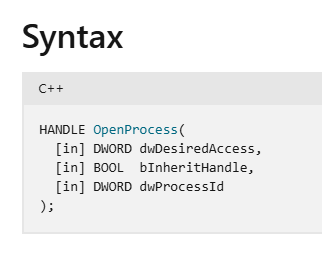 Syntax
C++
HANDLE OpenProcess(
  [in] DWORD dwDesiredAccess,
  [in] BOOL  bInheritHandle,
  [in] DWORD dwProcessId
);